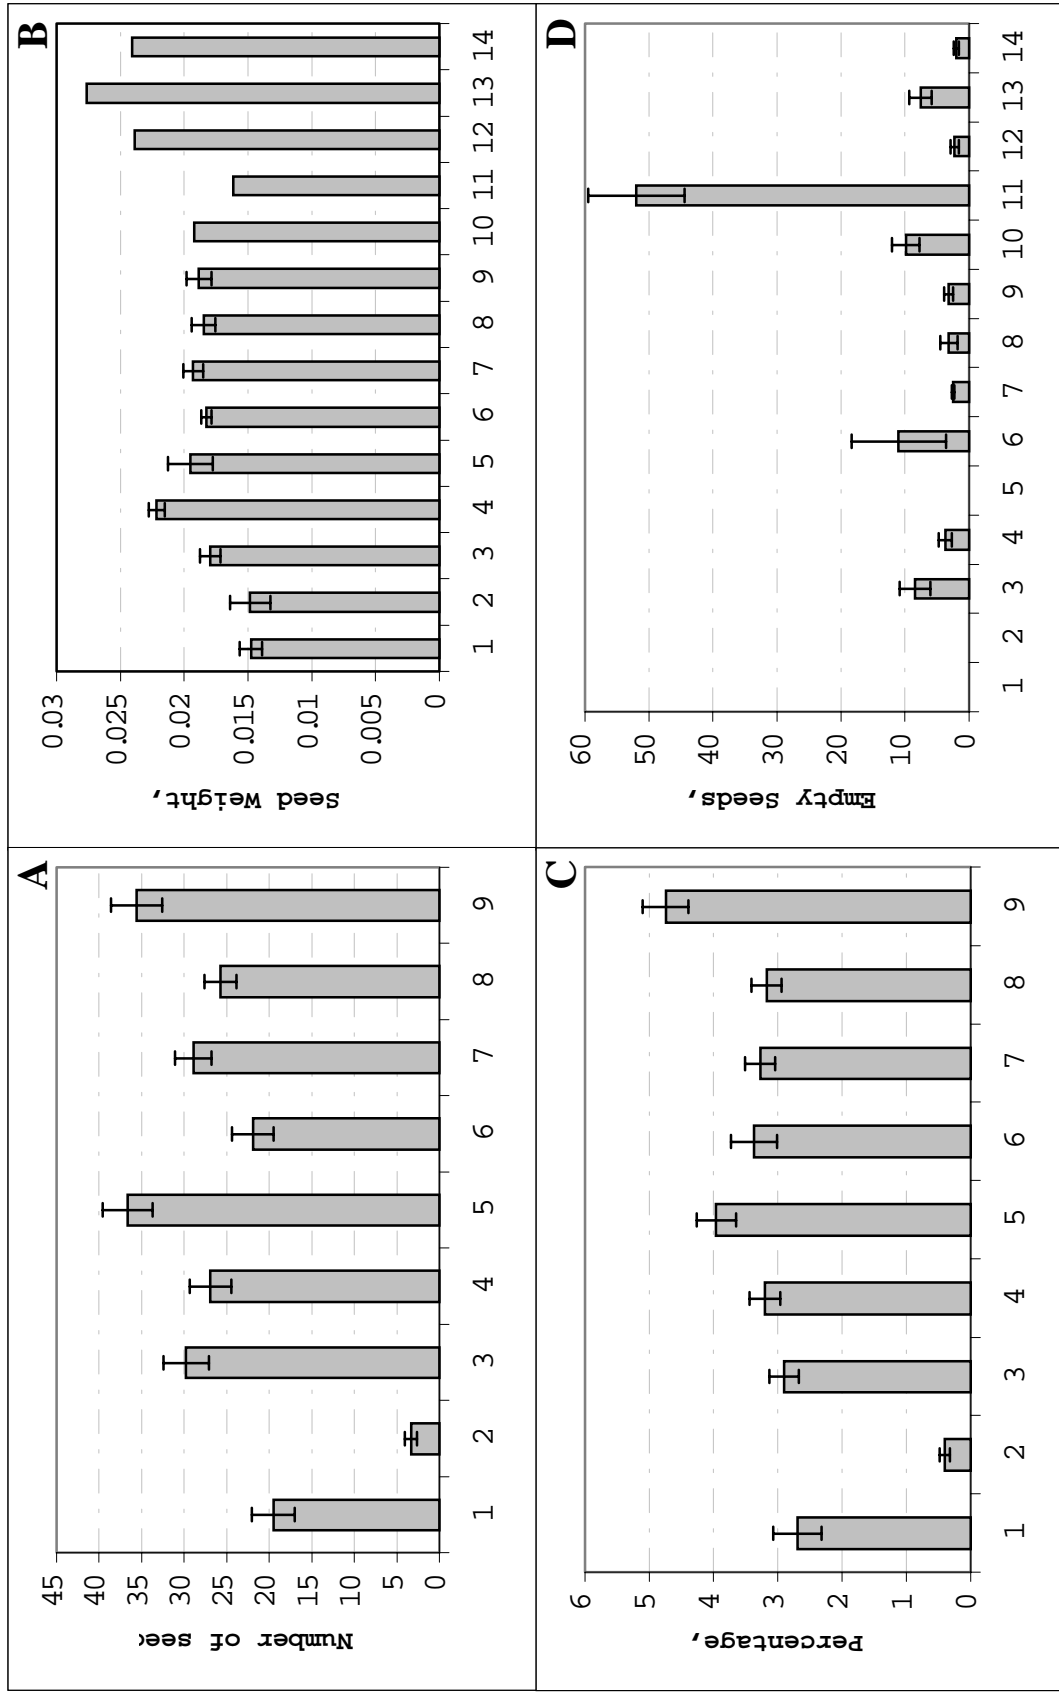 A
Number of seed
45
40
35
30
25
20
15
10
5
0
1 2 3 4 5 6 7 8 9
B
Seed Weight,
0.03
0.025
0.02
0.015
0.01
0.005
0
1 2 3 4 5 6 7 8 9 10 11 12 13 14
C
Percentage,
6
5
4
3
2
1
0
1 2 3 4 5 6 7 8 9
D
Empty Seeds,
60
50
40
30
20
10
0
1 2 3 4 5 6 7 8 9 10 11 12 13 14